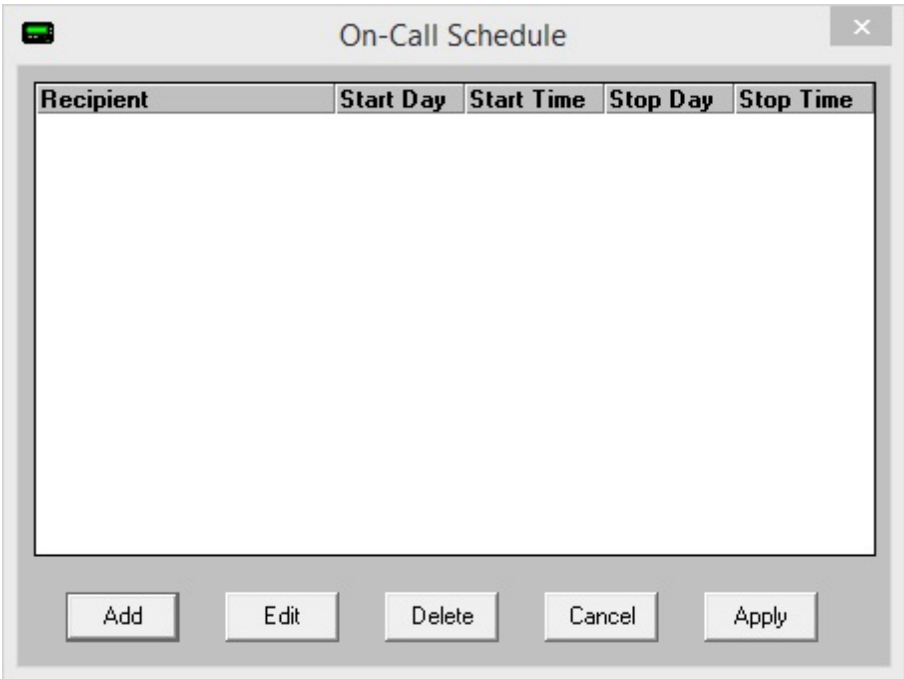 On-Call Schedule
Recipient Start Day Start Time Stop Day Stop Time
Add Edit Delete Cancel Apply